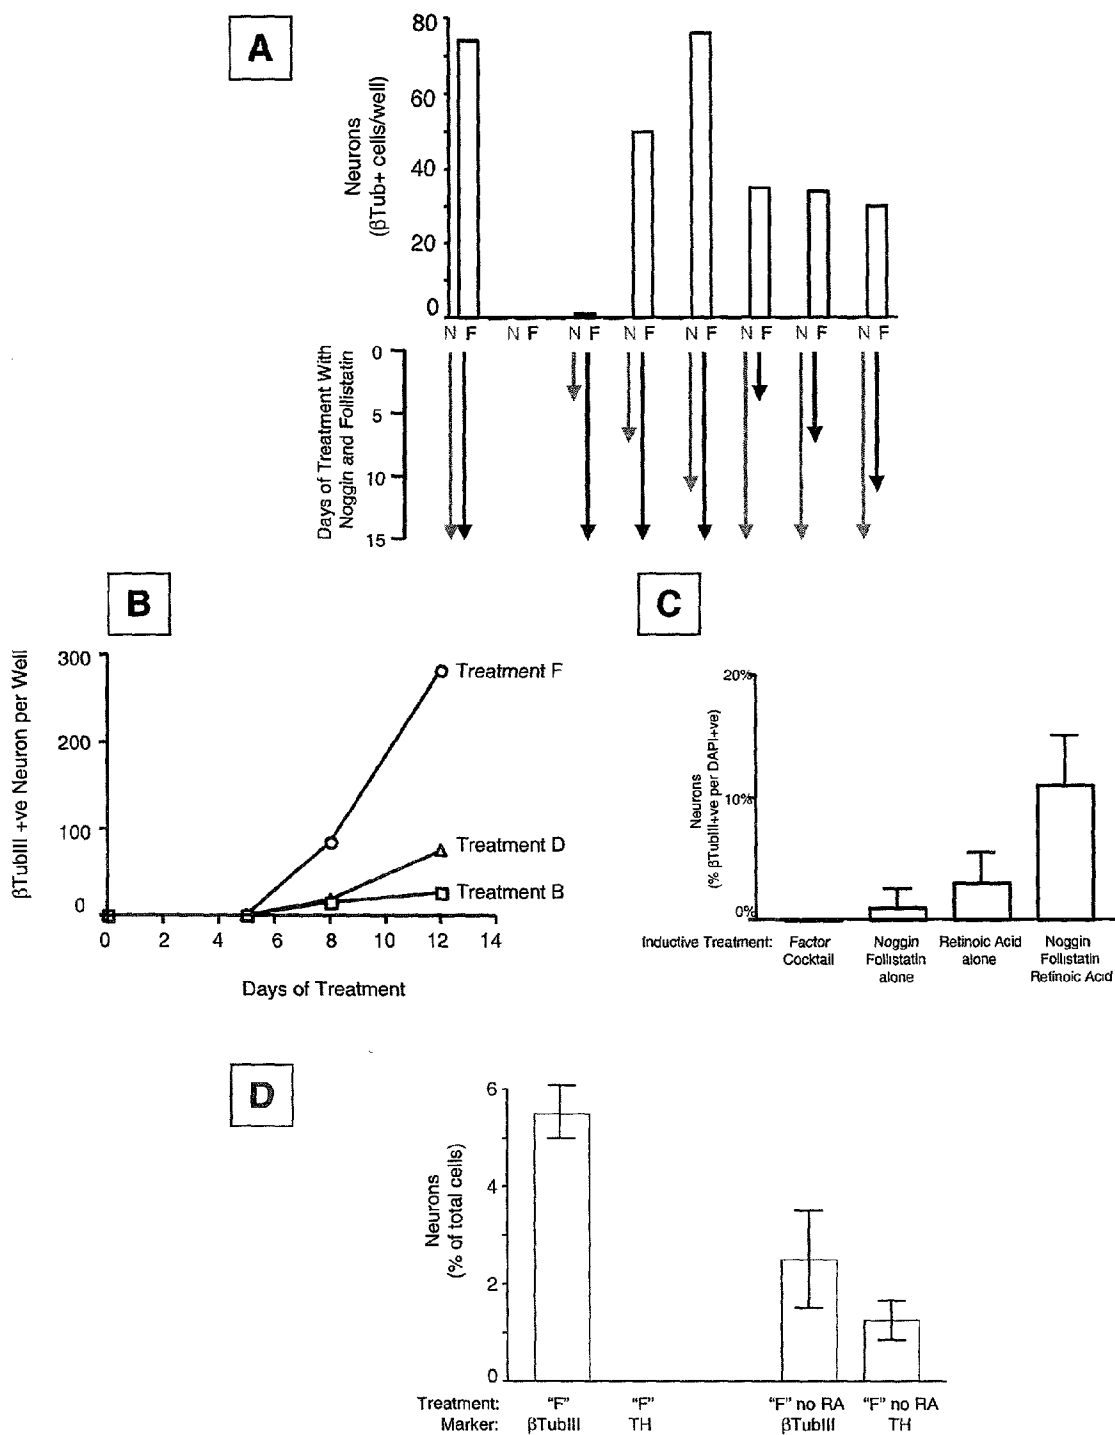 A
Neurons
(βTub+ cells/well)
80
60
40
20
0
N F N F N F N F N F N F N F N F
Days of Treatment With
Noggin and Follistatin
0
5
10
15
B
βTubIII +ve Neuron per Well
300
200
100
0
0 2 4 6 8 10 12 14
Days of Treatment
Treatment F
Treatment D
Treatment B
C
Neurons
(% βTubIII+ve per DAPI+ve)
20%
10%
0%
Inductive Treatment:
Factor
Cocktail
Noggin
Follistatin
alone
Retinoic Acid
alone
Noggin
Follistatin
Retinoic Acid
D
Neurons
(% of total cells)
6
4
2
0
Treatment: "F" "F" "F" no RA "F" no RA
Marker: βTubIII TH βTubIII TH